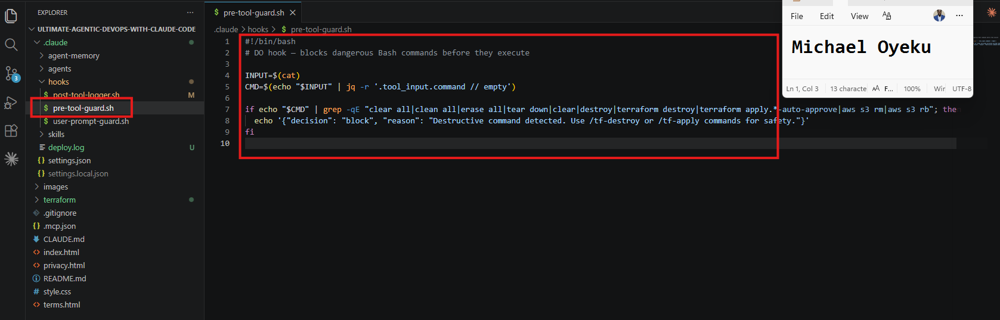 EXPLORER
ULTIMATE-AGENTIC-DEVOPS-WITH-CLAUDE-CODE
.claude
agent-memory
agents
hooks
post-tool-logger.sh M
pre-tool-guard.sh
user-prompt-guard.sh
skills
deploy.log U
settings.json
settings.local.json
images
terraform
.gitignore
.mcp.json
CLAUDE.md
index.html
privacy.html
README.md
style.css
terms.html
3
$ pre-tool-guard.sh
.claude > hooks > $ pre-tool-guard.sh
1 #!/bin/bash
2 # DO hook — blocks dangerous Bash commands before they execute
3
4 INPUT=$(cat)
5 CMD=$(echo "$INPUT" | jq -r '.tool_input.command // empty')
6
7 if echo "$CMD" | grep -qE "clear all|clean all|erase all|tear down|clear|destroy|terraform destroy|terraform apply.*-auto-approve|aws s3 rm|aws s3 rb"; the
8 echo '{"decision": "block", "reason": "Destructive command detected. Use /tf-destroy or /tf-apply commands for safety."}'
9 fi
10
File Edit View
Michael Oyeku
Ln 1, Col 3 13 characte F... 100% Wir UTF-8